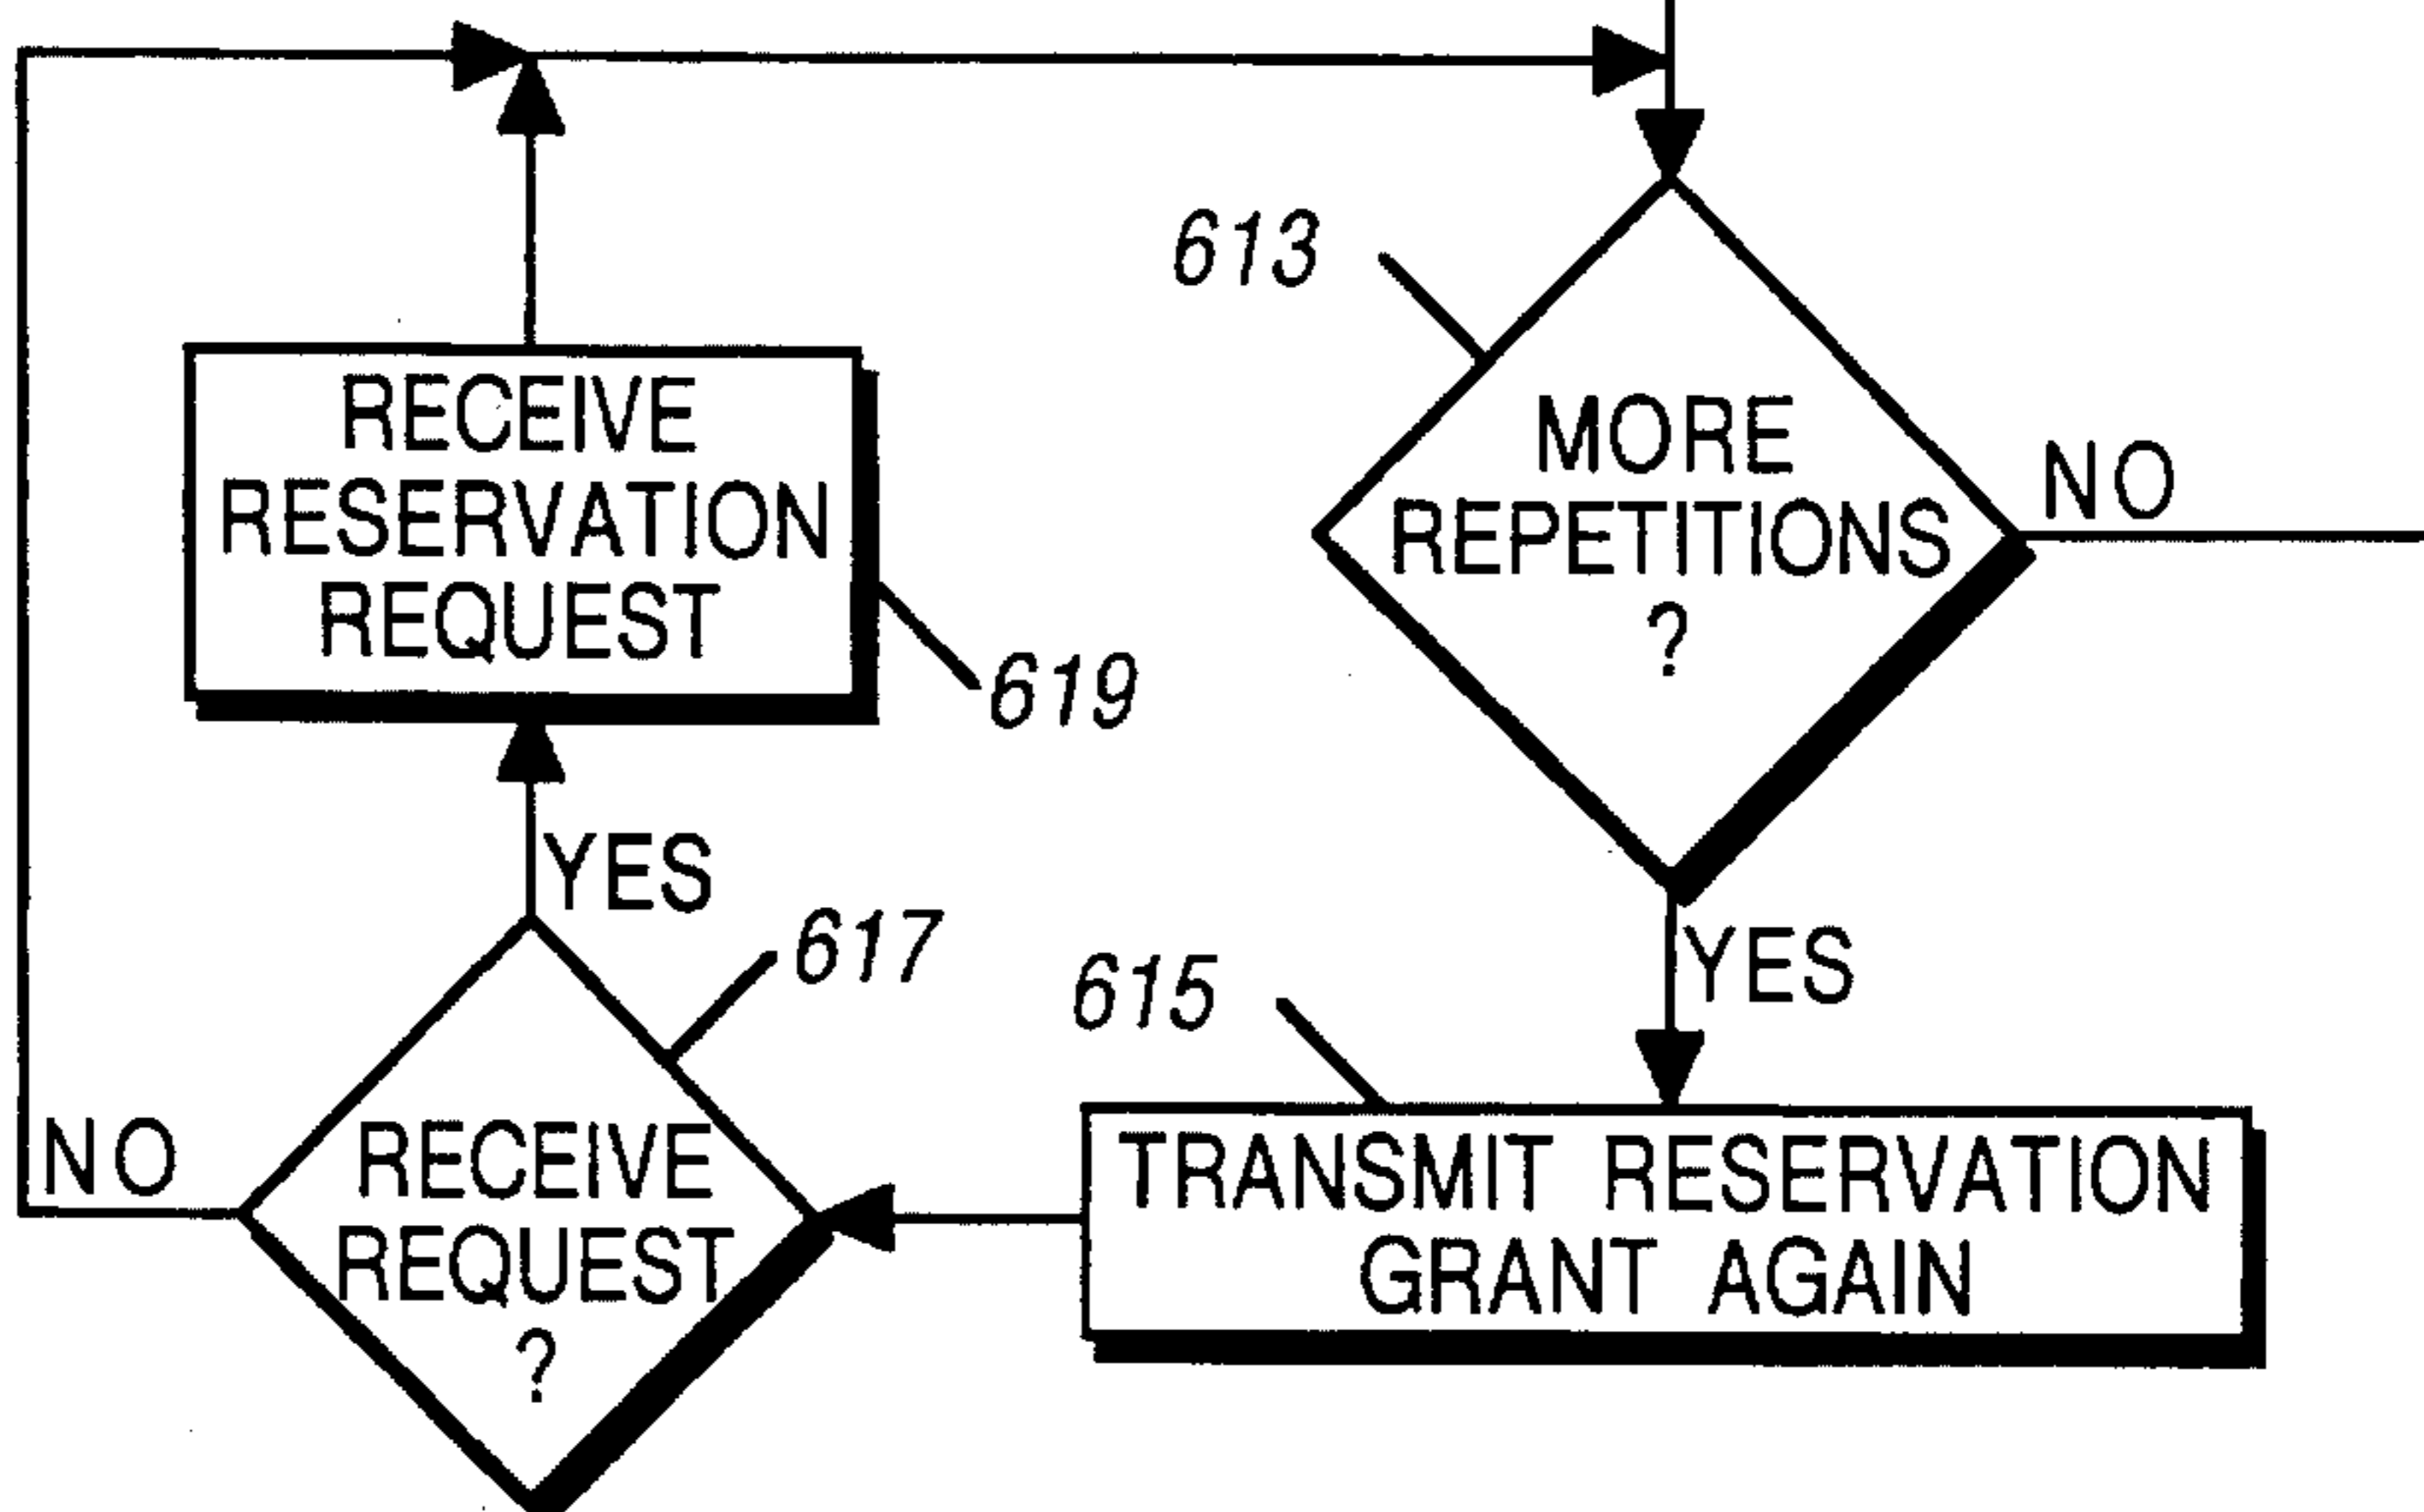 613
MORE
REPETITIONS
?
NO
RECEIVE
RESERVATION
REQUEST
619
YES
617
YES
615
NO
RECEIVE
REQUEST
?
TRANSMIT RESERVATION
GRANT AGAIN